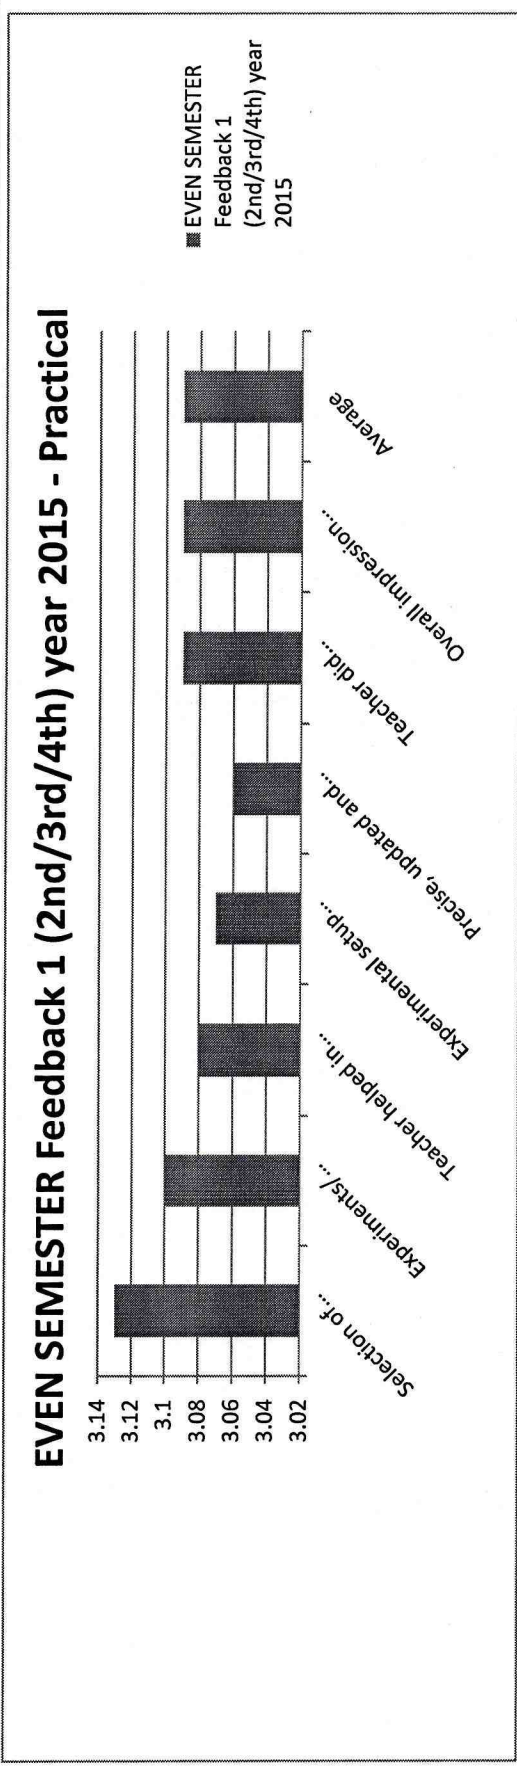 EVEN SEMESTER Feedback 1 (2nd/3rd/4th) year 2015 - Practical
3.14
3.12
3.1
3.08
3.06
3.04
3.02
Selection of...
Experiments/...
Teacher helped in...
Experimental setup...
Precise, updated and...
Teacher did...
Overall impression...
Average
EVEN SEMESTER
Feedback 1
(2nd/3rd/4th) year
2015